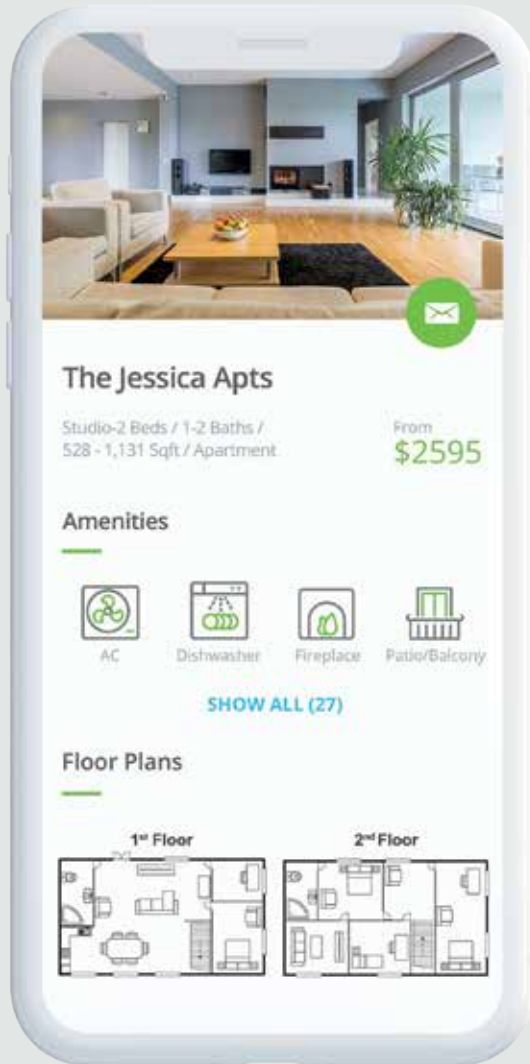 The Jessica Apts
Studio-2 Beds / 1-2 Baths /
528 - 1,131 Sqft / Apartment
From
$2595
Amenities
AC
Dishwasher
Fireplace
Patio/Balcony
SHOW ALL (27)
Floor Plans
1st Floor
2nd Floor